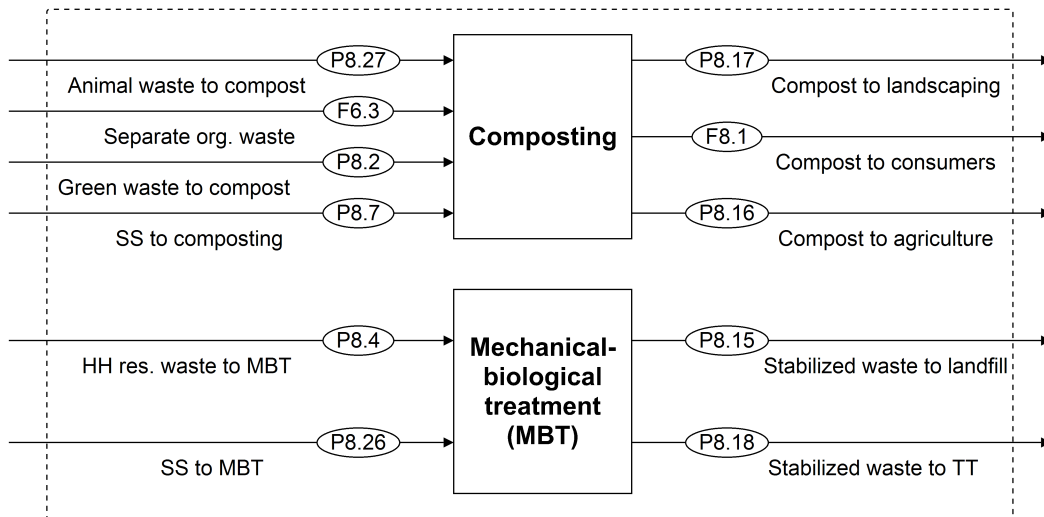 P8.27
Animal waste to compost
F6.3
Separate org. waste
P8.2
Green waste to compost
P8.7
SS to composting
Composting
P8.17
Compost to landscaping
F8.1
Compost to consumers
P8.16
Compost to agriculture
P8.4
HH res. waste to MBT
P8.26
SS to MBT
Mechanical-
biological
treatment
(MBT)
P8.15
Stabilized waste to landfill
P8.18
Stabilized waste to TT